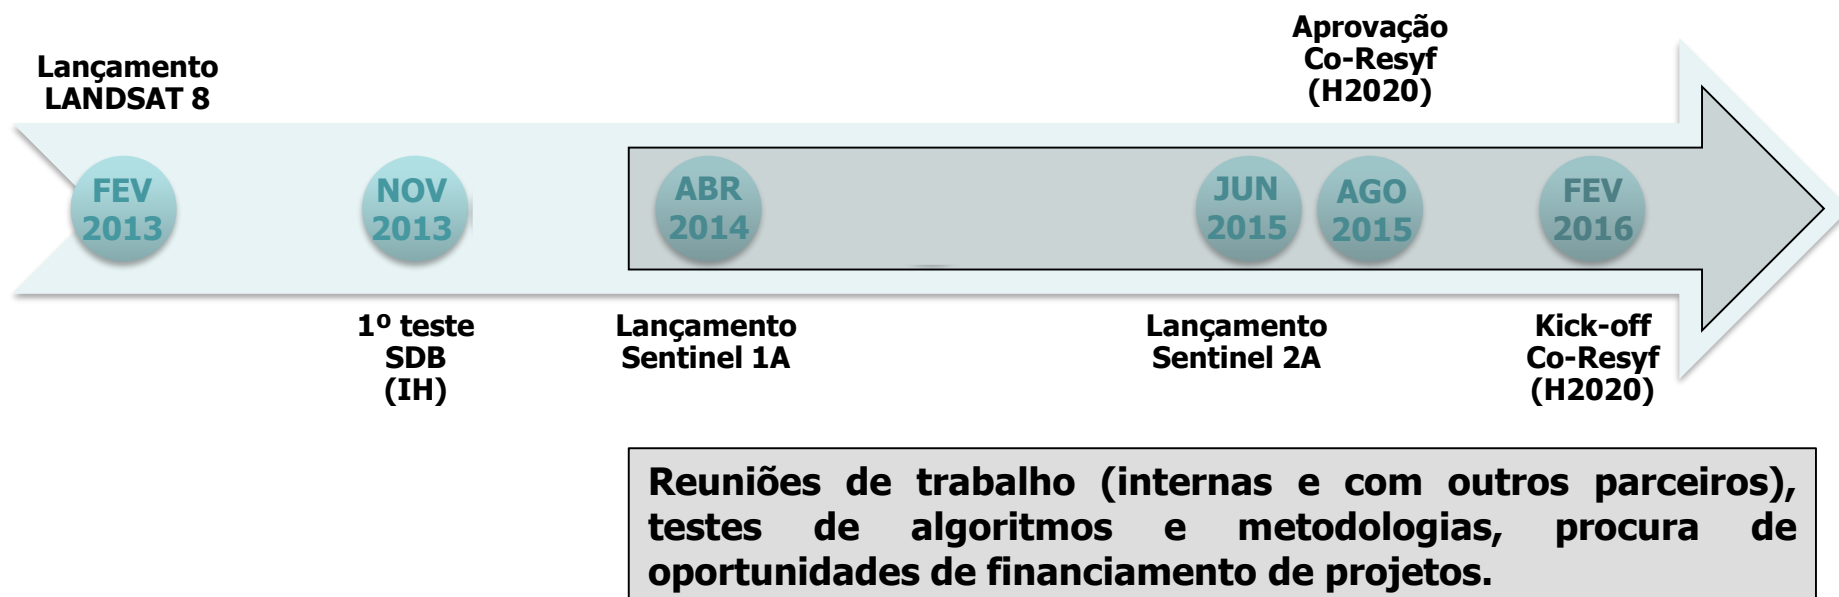 Lançamento
LANDSAT 8
Aprovação
Co-Resyf
(H2020)
FEV
2013
NOV
2013
ABR
2014
JUN
2015
AGO
2015
FEV
2016
1º teste
SDB
(IH)
Lançamento
Sentinel 1A
Lançamento
Sentinel 2A
Kick-off
Co-Resyf
(H2020)
Reuniões de trabalho (internas e com outros parceiros),
testes de algoritmos e metodologias, procura de
oportunidades de financiamento de projetos.